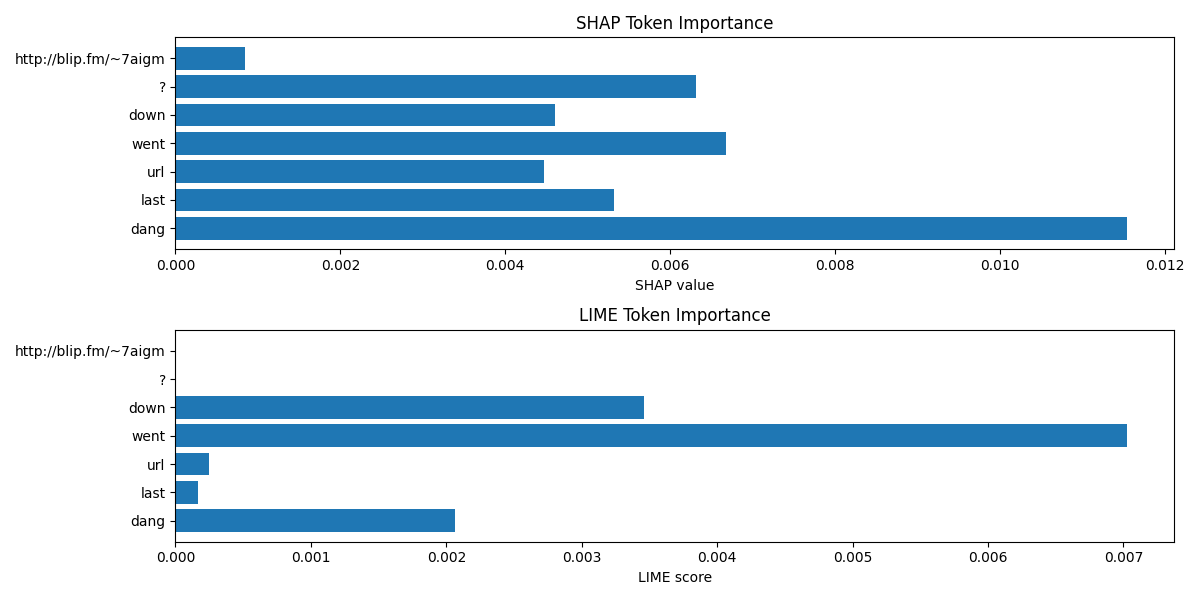 SHAP Token Importance
http://blip.fm/~7aigm
?
down
went
url
last
dang
0.000 0.002 0.004 0.006 0.008 0.010 0.012
SHAP value
LIME Token Importance
http://blip.fm/~7aigm
?
down
went
url
last
dang
0.000 0.001 0.002 0.003 0.004 0.005 0.006 0.007
LIME score